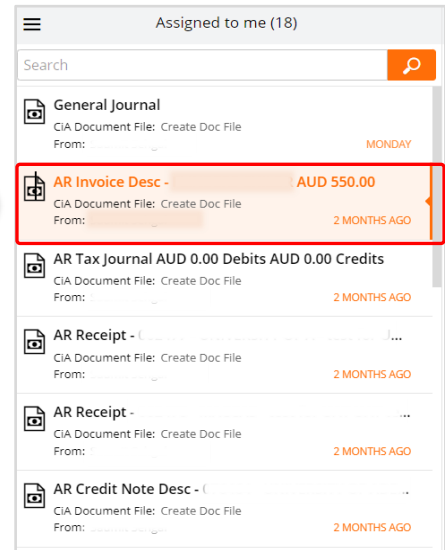 Assigned to me (18)
Search
General Journal
CiA Document File: Create Doc File
From:
MONDAY
AR Invoice Desc - AUD 550.00
CiA Document File: Create Doc File
From:
2 MONTHS AGO
AR Tax Journal AUD 0.00 Debits AUD 0.00 Credits
CiA Document File: Create Doc File
From:
2 MONTHS AGO
AR Receipt - ...
CiA Document File: Create Doc File
From:
2 MONTHS AGO
AR Receipt - ...
CiA Document File: Create Doc File
From:
2 MONTHS AGO
AR Credit Note Desc - ...
CiA Document File: Create Doc File
From:
2 MONTHS AGO